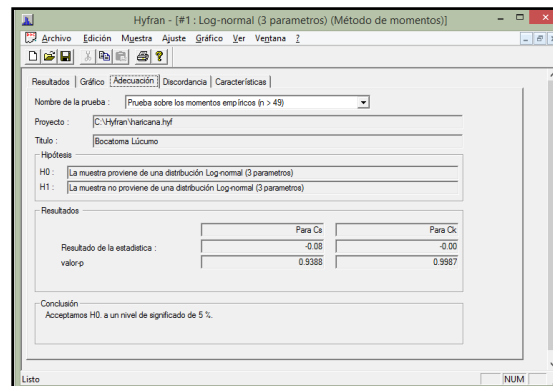 Hyfran - [#1 : Log-normal (3 parametros) (Método de momentos)]
Archivo Edición Muestra Ajuste Gráfico Ver Ventana ?
Resultados Gráfico Adecuación Discordancia Características
Nombre de la prueba : Prueba sobre los momentos empíricos (n > 49)
Proyecto : C:\Hyfran\haricana.hyf
Titulo : Bocatoma Lúcumo
Hipótesis
H0 : La muestra proviene de una distribución Log-normal (3 parametros)
H1 : La muestra no proviene de una distribución Log-normal (3 parametros)
Resultados
Para Cs Para Ck
Resultado de la estadistica : -0.08 -0.00
valor-p 0.9388 0.9987
Conclusión
Acceptamos H0. a un nivel de significado de 5 %.
Listo NUM